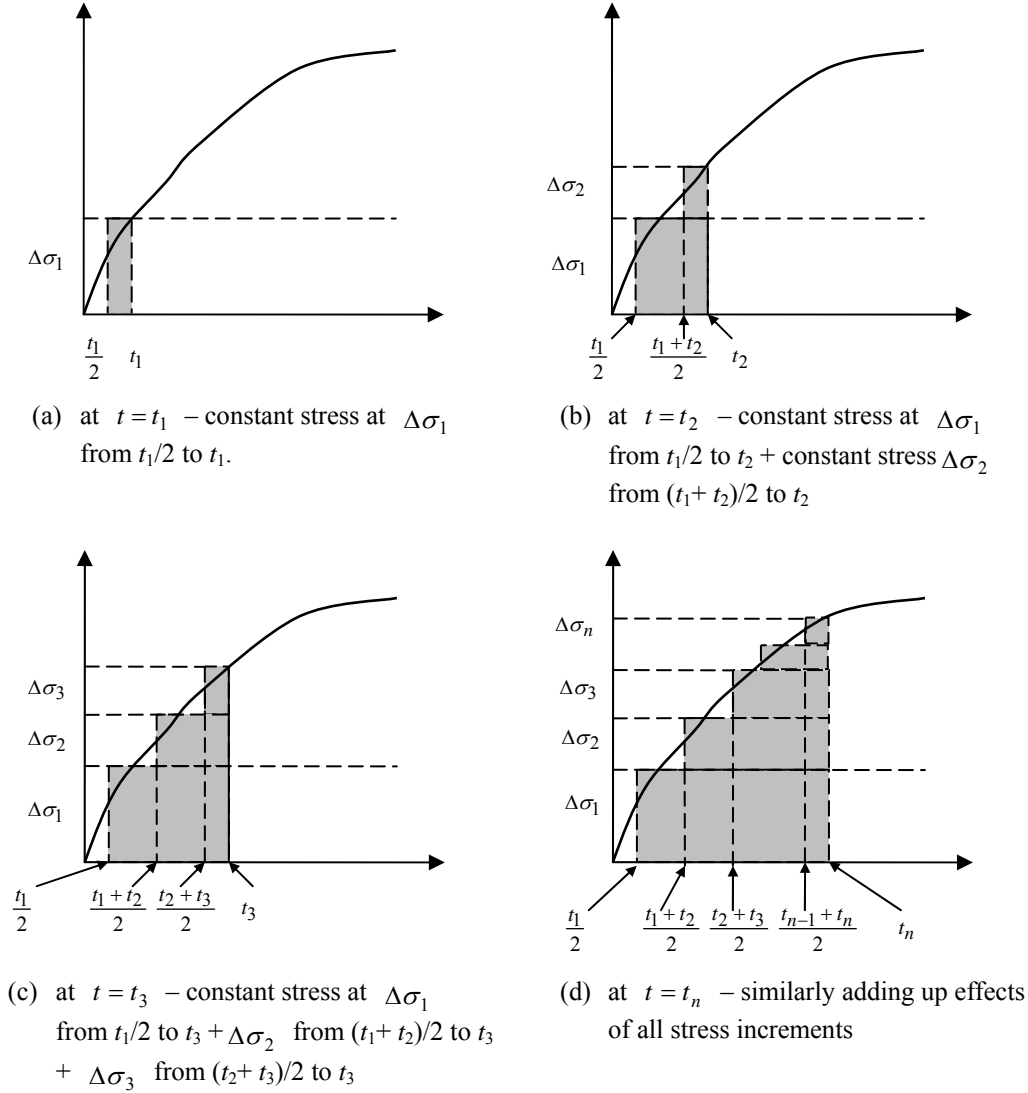 Δσ₁
t₁/2 t₁
(a) at t = t₁ – constant stress at Δσ₁
from t₁/2 to t₁.
Δσ₂
Δσ₁
t₁/2 (t₁ + t₂)/2 t₂
(b) at t = t₂ – constant stress at Δσ₁
from t₁/2 to t₂ + constant stress Δσ₂
from (t₁+ t₂)/2 to t₂
Δσ₃
Δσ₂
Δσ₁
t₁/2 (t₁ + t₂)/2 (t₂ + t₃)/2 t₃
(c) at t = t₃ – constant stress at Δσ₁
from t₁/2 to t₃ + Δσ₂ from (t₁+ t₂)/2 to t₃
+ Δσ₃ from (t₂+ t₃)/2 to t₃
Δσₙ
Δσ₃
Δσ₂
Δσ₁
t₁/2 (t₁ + t₂)/2 (t₂ + t₃)/2 (tₙ₋₁ + tₙ)/2 tₙ
(d) at t = tₙ – similarly adding up effects
of all stress increments